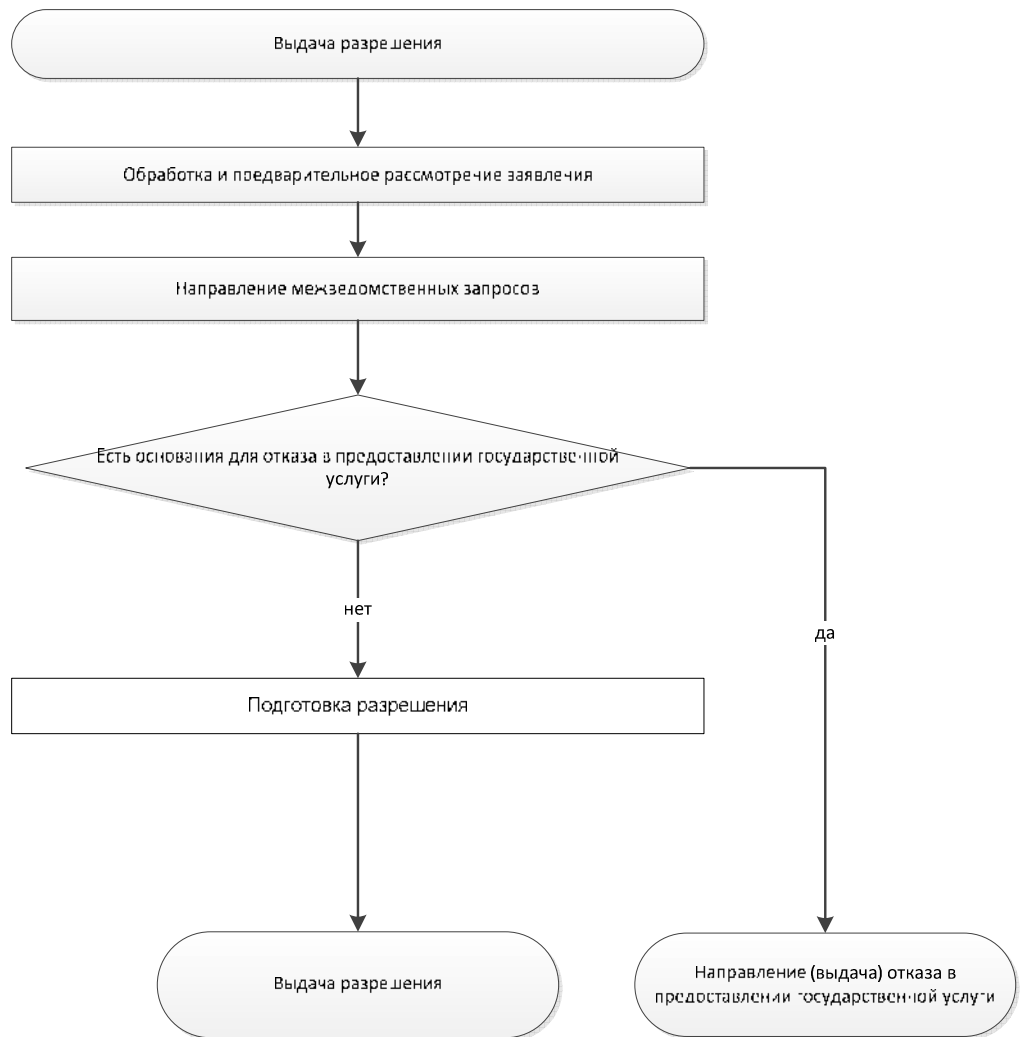 Выдача разрешения
Обработка и предварительное рассмотрение заявления
Направление межведомственных запросов
Есть основания для отказа в предоставлении государственной
услуги?
нет
да
Подготовка разрешения
Выдача разрешения
Направление (выдача) отказа в
предоставлении государственной услуги